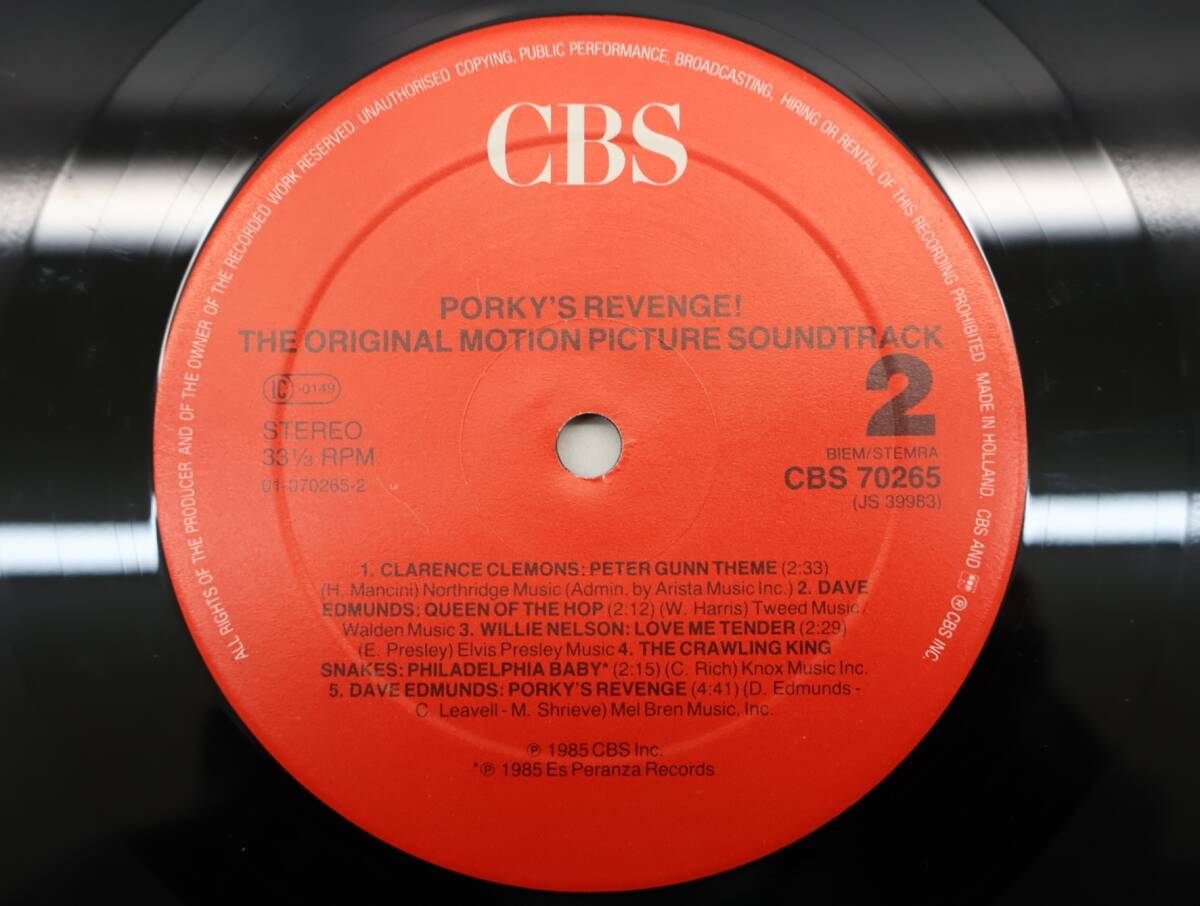 ALL RIGHTS OF THE PRODUCER AND OF THE OWNER OF THE RECORDED WORK RESERVED. UNAUTHORISED COPYING, PUBLIC PERFORMANCE, BROADCASTING, HIRING OR RENTAL OF THIS RECORDING PROHIBITED MADE IN HOLLAND. CBS AND ℗ CBS INC.
CBS
PORKY'S REVENGE!
THE ORIGINAL MOTION PICTURE SOUNDTRACK
LC -0149
2
STEREO
33⅓ RPM
01-070265-2
BIEM/STEMRA
CBS 70265
(JS 39983)
1. CLARENCE CLEMONS: PETER GUNN THEME (2:33)
(H. Mancini) Northridge Music (Admin. by Arista Music Inc.) 2. DAVE
EDMUNDS: QUEEN OF THE HOP (2:12) (W. Harris) Tweed Music/
Walden Music 3. WILLIE NELSON: LOVE ME TENDER (2:29)
(E. Presley) Elvis Presley Music 4. THE CRAWLING KING
SNAKES: PHILADELPHIA BABY* (2:15) (C. Rich) Knox Music Inc.
5. DAVE EDMUNDS: PORKY'S REVENGE (4:41) (D. Edmunds -
C. Leavell - M. Shrieve) Mel Bren Music, Inc.
℗ 1985 CBS Inc.
*℗ 1985 Es Peranza Records